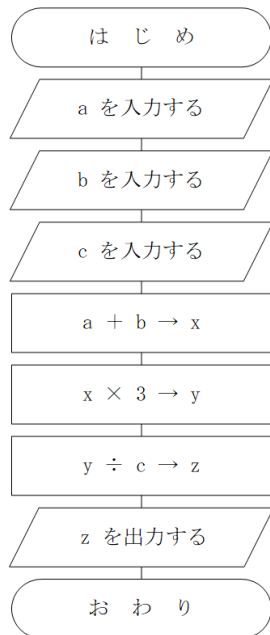 は じ め
a を入力する
b を入力する
c を入力する
a + b → x
x × 3 → y
y ÷ c → z
z を出力する
お わ り